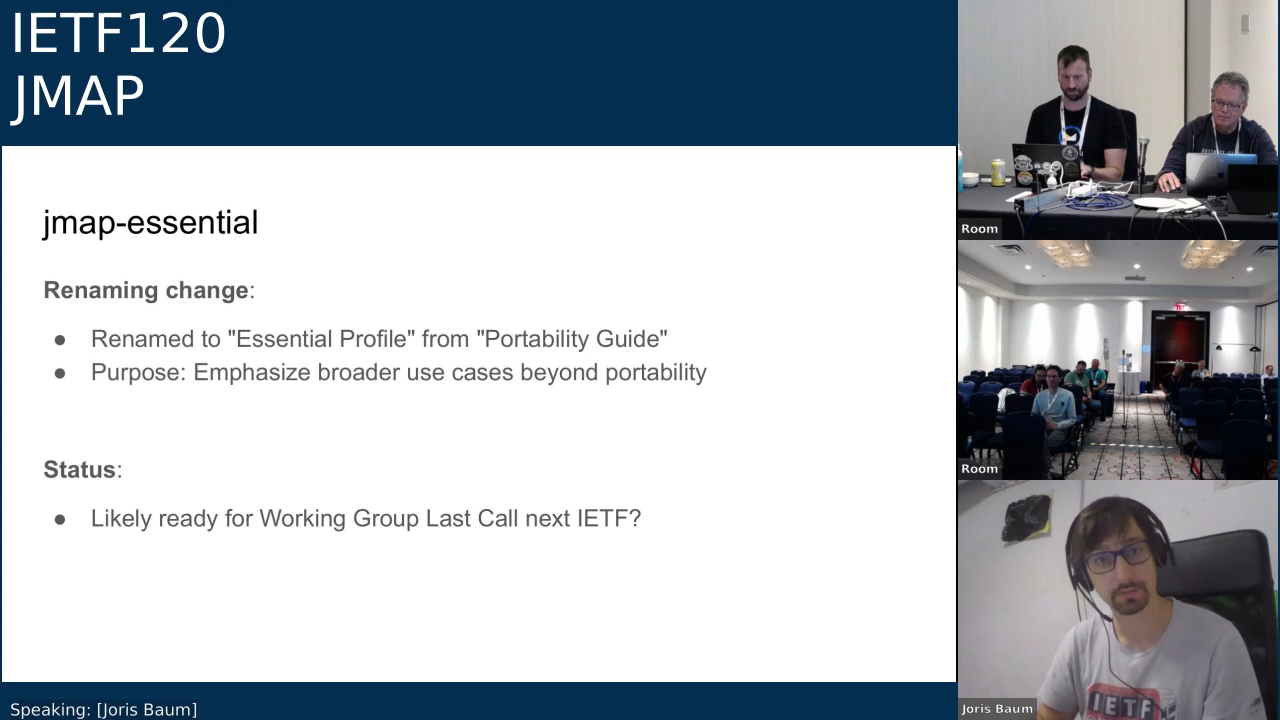 IETF120
JMAP
jmap-essential
Renaming change:
● Renamed to "Essential Profile" from "Portability Guide"
● Purpose: Emphasize broader use cases beyond portability
Status:
● Likely ready for Working Group Last Call next IETF?
Speaking: [Joris Baum]
Room
Room
Joris Baum
IETF